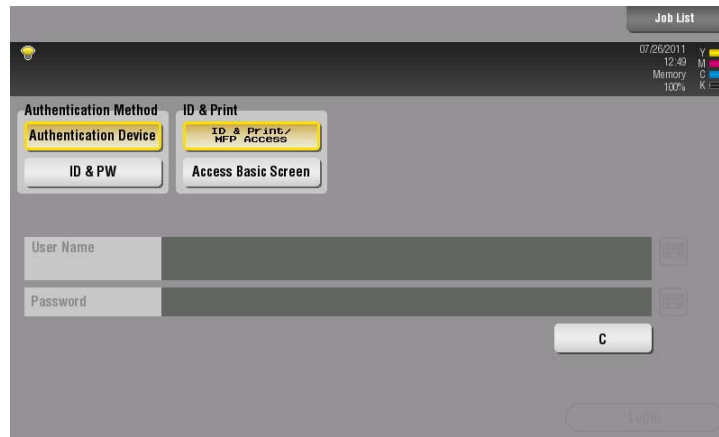 Job List
07/26/2011
12:49
Memory
100%
Y
M
C
K
Authentication Method
ID & Print
Authentication Device
ID & Print/
MFP Access
ID & PW
Access Basic Screen
User Name
Password
C
Login